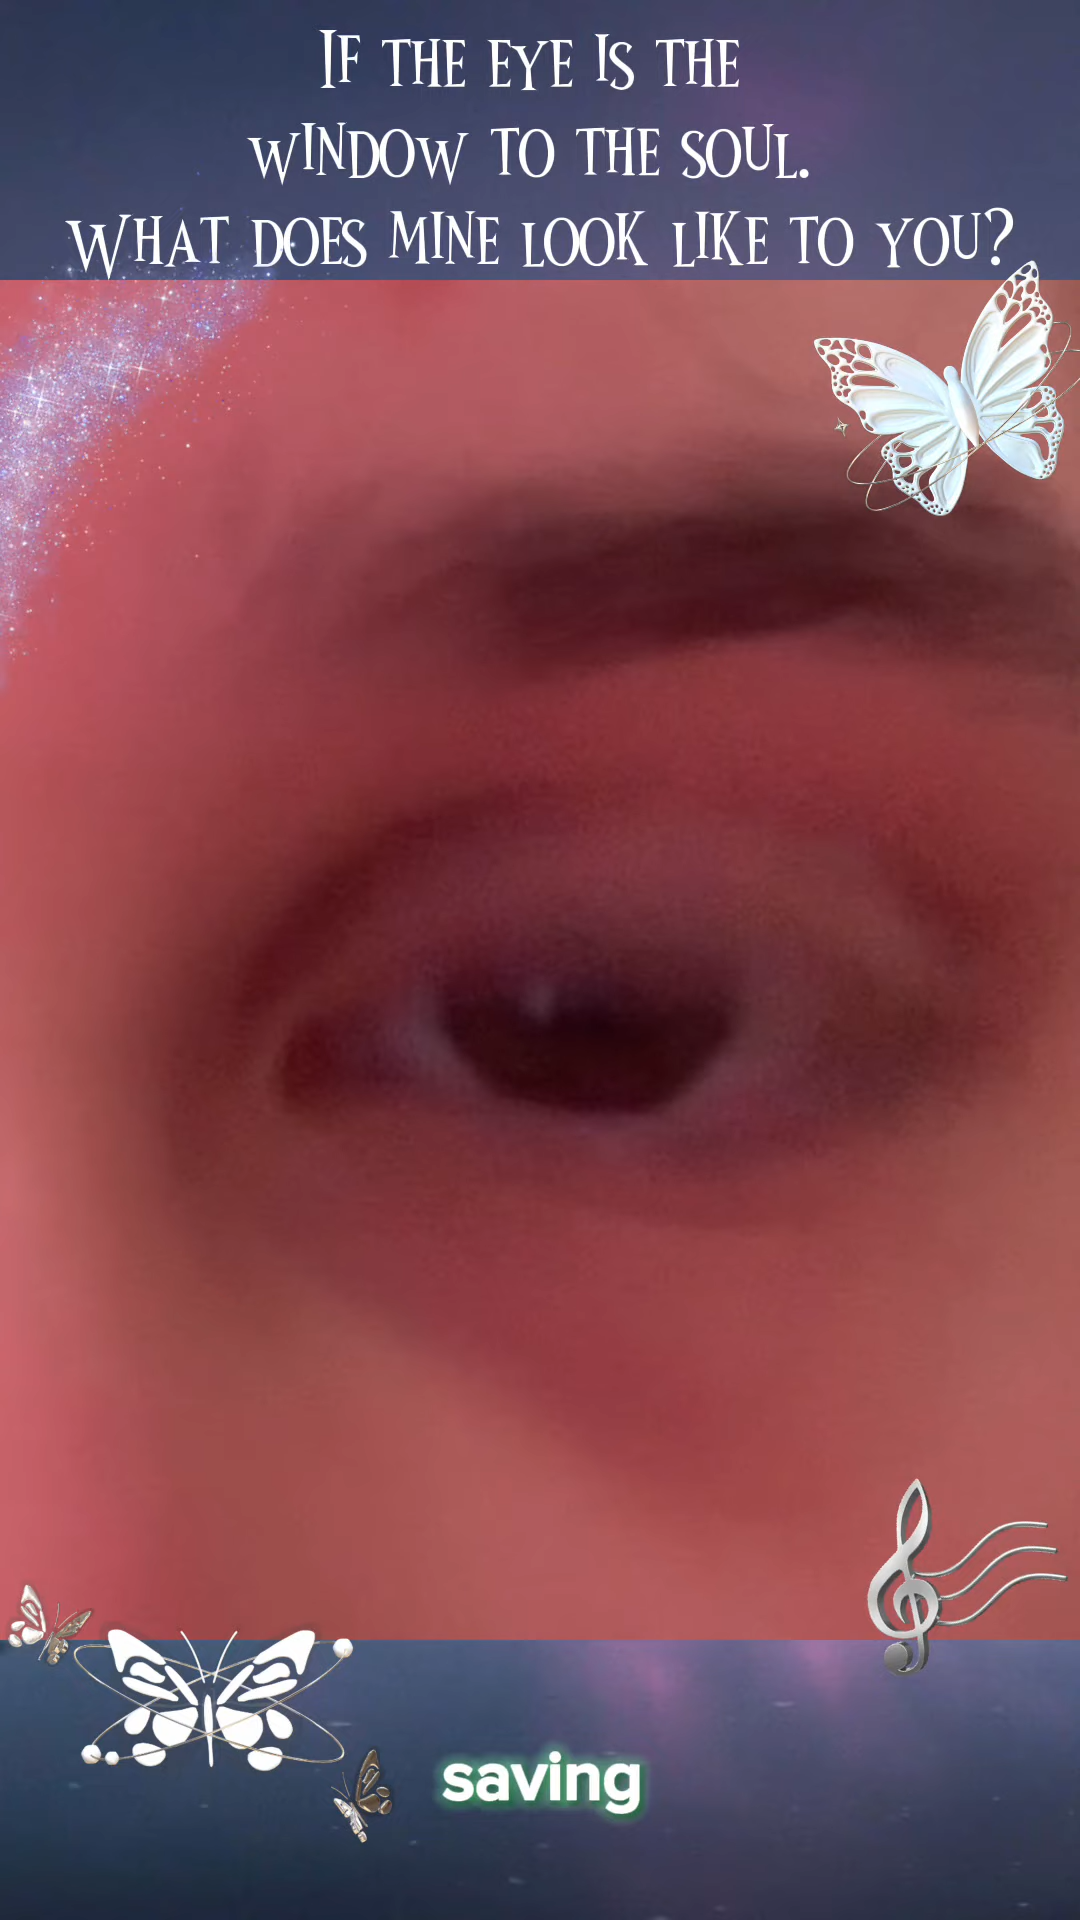 If the eye is the
window to the soul.
What does mine look like to you?
saving